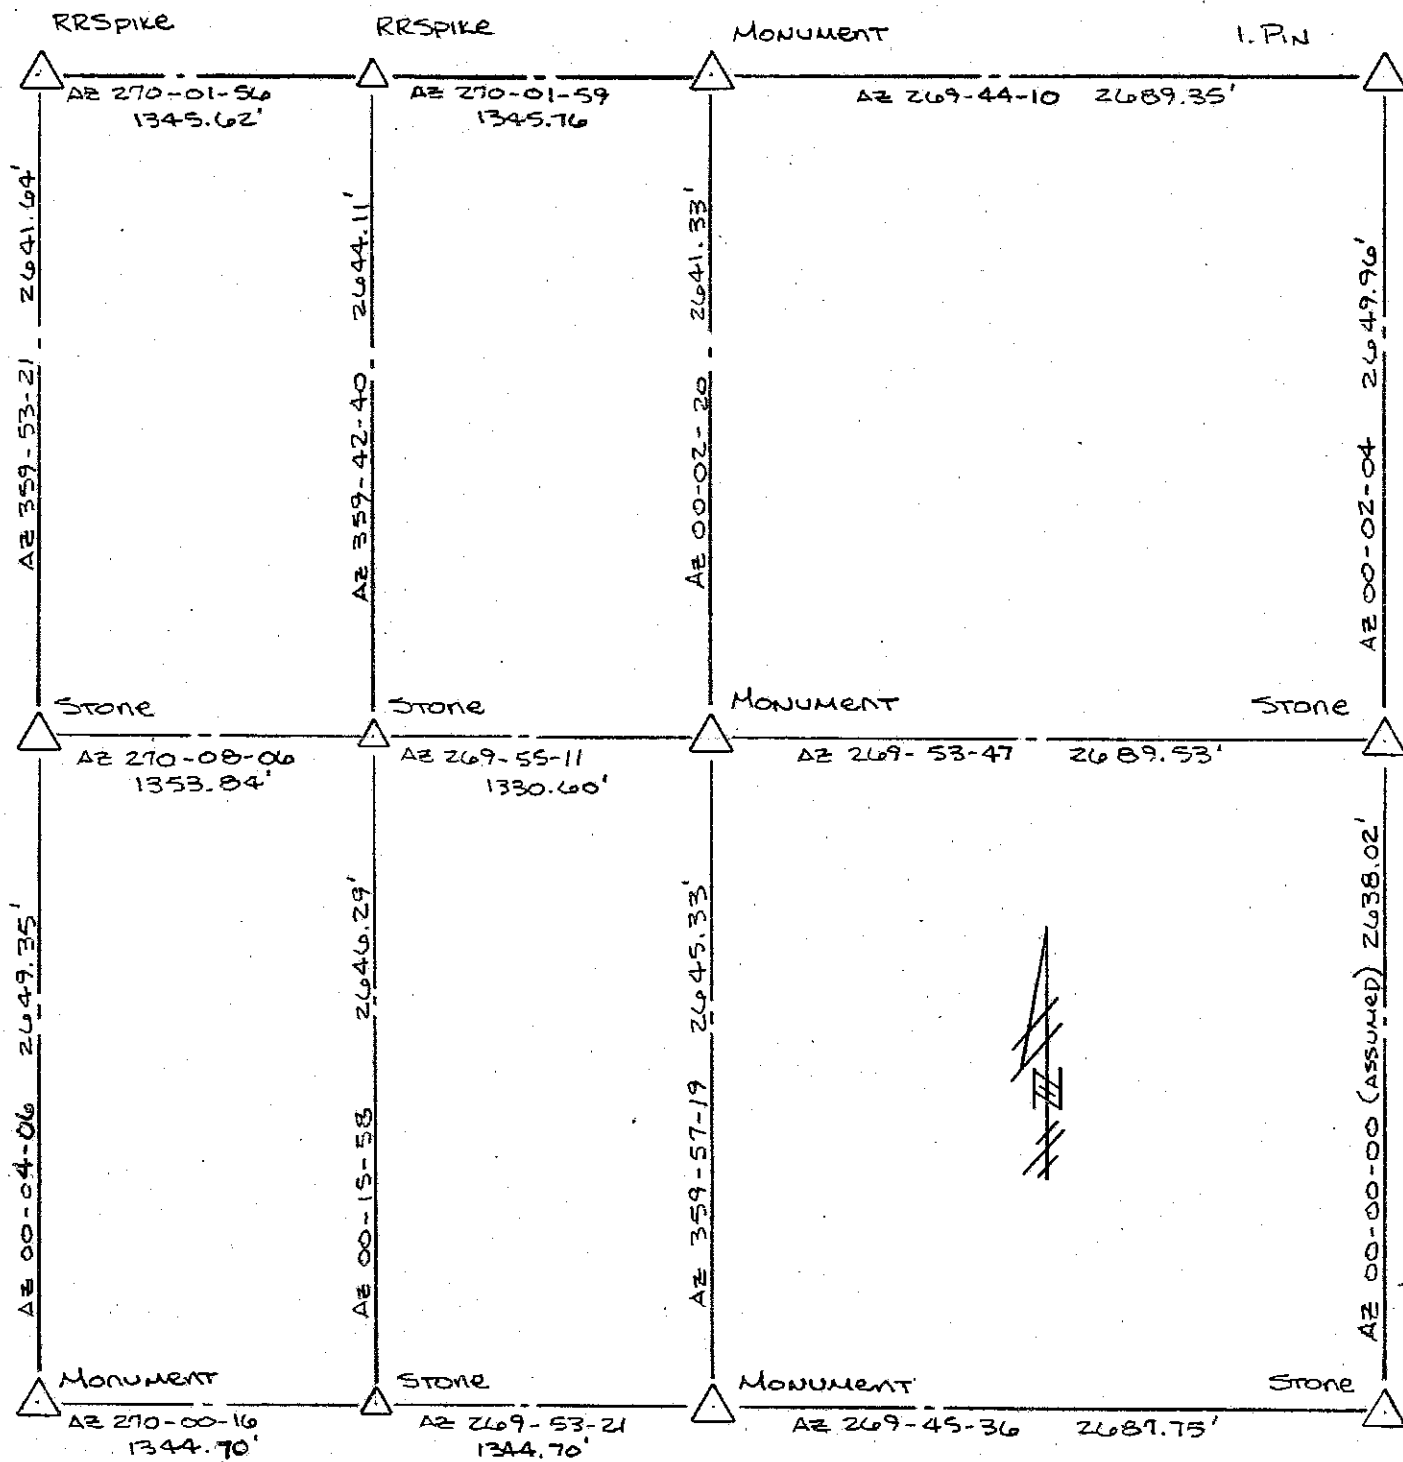 RRSpike
RRSpike
Monument
I. Pin
AZ 270-01-56
1345.62'
AZ 270-01-59
1345.76
AZ 269-44-10 2689.35'
AZ 359-53-21 2641.64'
AZ 359-42-40 2644.11'
AZ 00-02-20 2641.33'
AZ 00-02-04 2649.96'
Stone
Stone
Monument
Stone
AZ 270-08-06
1353.84'
AZ 269-55-11
1330.60'
AZ 269-53-47 2689.53'
AZ 00-04-06 2649.35'
AZ 00-15-58 2646.29'
AZ 359-57-19 2645.33'
AZ 00-00-00 (Assumed) 2638.02'
N
Monument
Stone
Monument
Stone
AZ 270-00-16
1344.70'
AZ 269-53-21
1344.70'
AZ 269-45-36 2687.75'